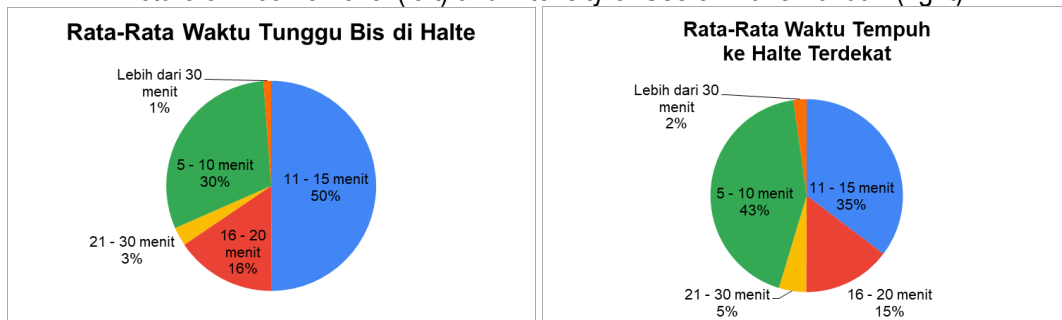 Rata-Rata Waktu Tunggu Bis di Halte
Lebih dari 30
menit
1%
5 - 10 menit
30%
11 - 15 menit
50%
21 - 30 menit
3%
16 - 20
menit
16%
Rata-Rata Waktu Tempuh
ke Halte Terdekat
Lebih dari 30
menit
2%
5 - 10 menit
43%
11 - 15 menit
35%
21 - 30 menit
5%
16 - 20 menit
15%